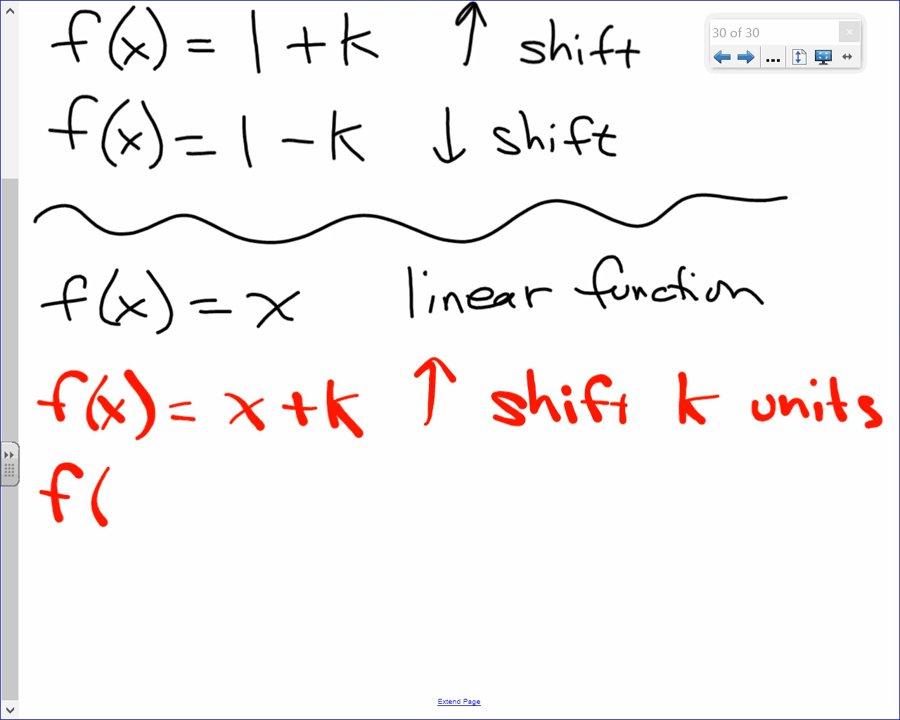 30 of 30
f(x) = 1 + k ↑ shift
f(x) = 1 - k ↓ shift
f(x) = x linear function
f(x) = x + k ↑ shift k units
f(
Extend Page